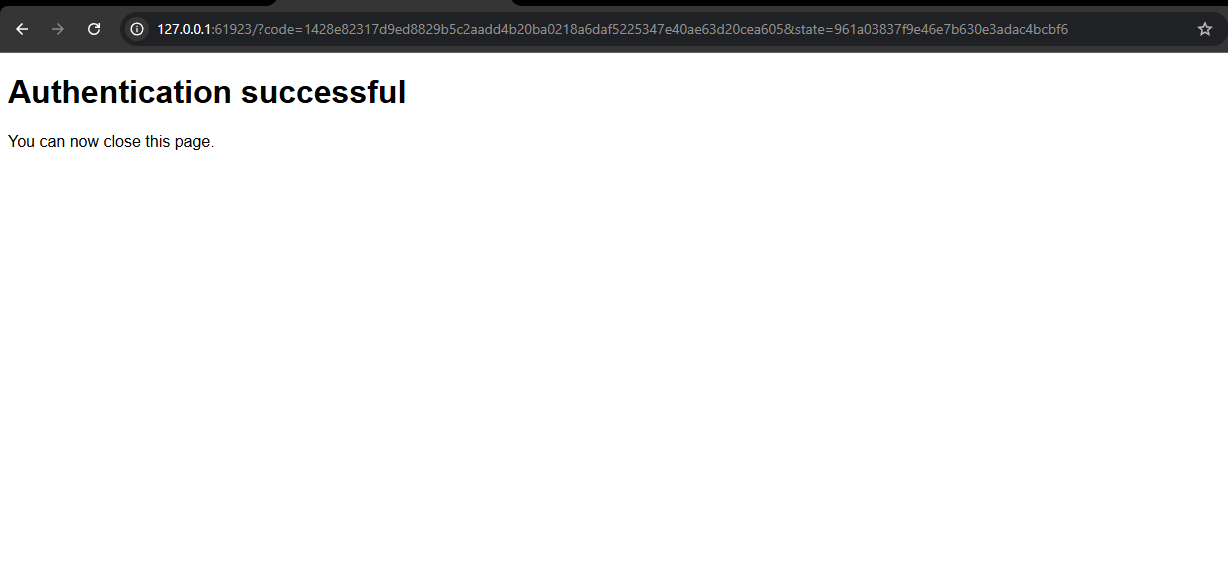 127.0.0.1:61923/?code=1428e82317d9ed8829b5c2aadd4b20ba0218a6daf5225347e40ae63d20cea605&state=961a03837f9e46e7b630e3adac4bcbf6
Authentication successful
You can now close this page.